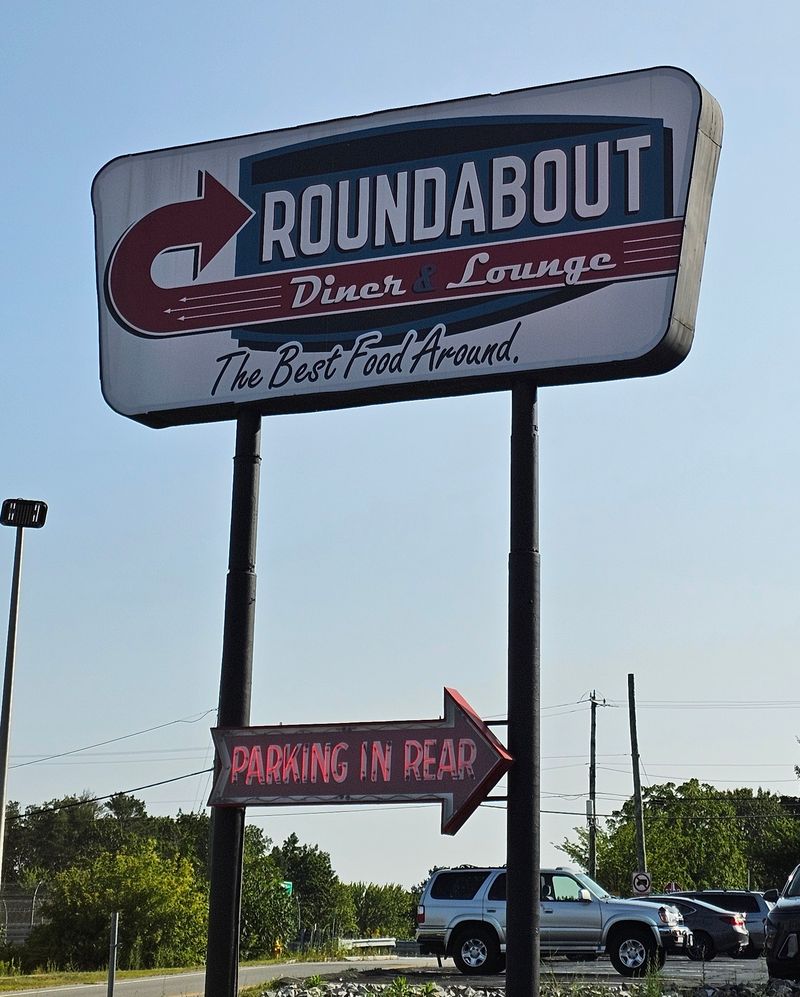 ROUNDABOUT
Diner & Lounge
The Best Food Around.
PARKING IN REAR